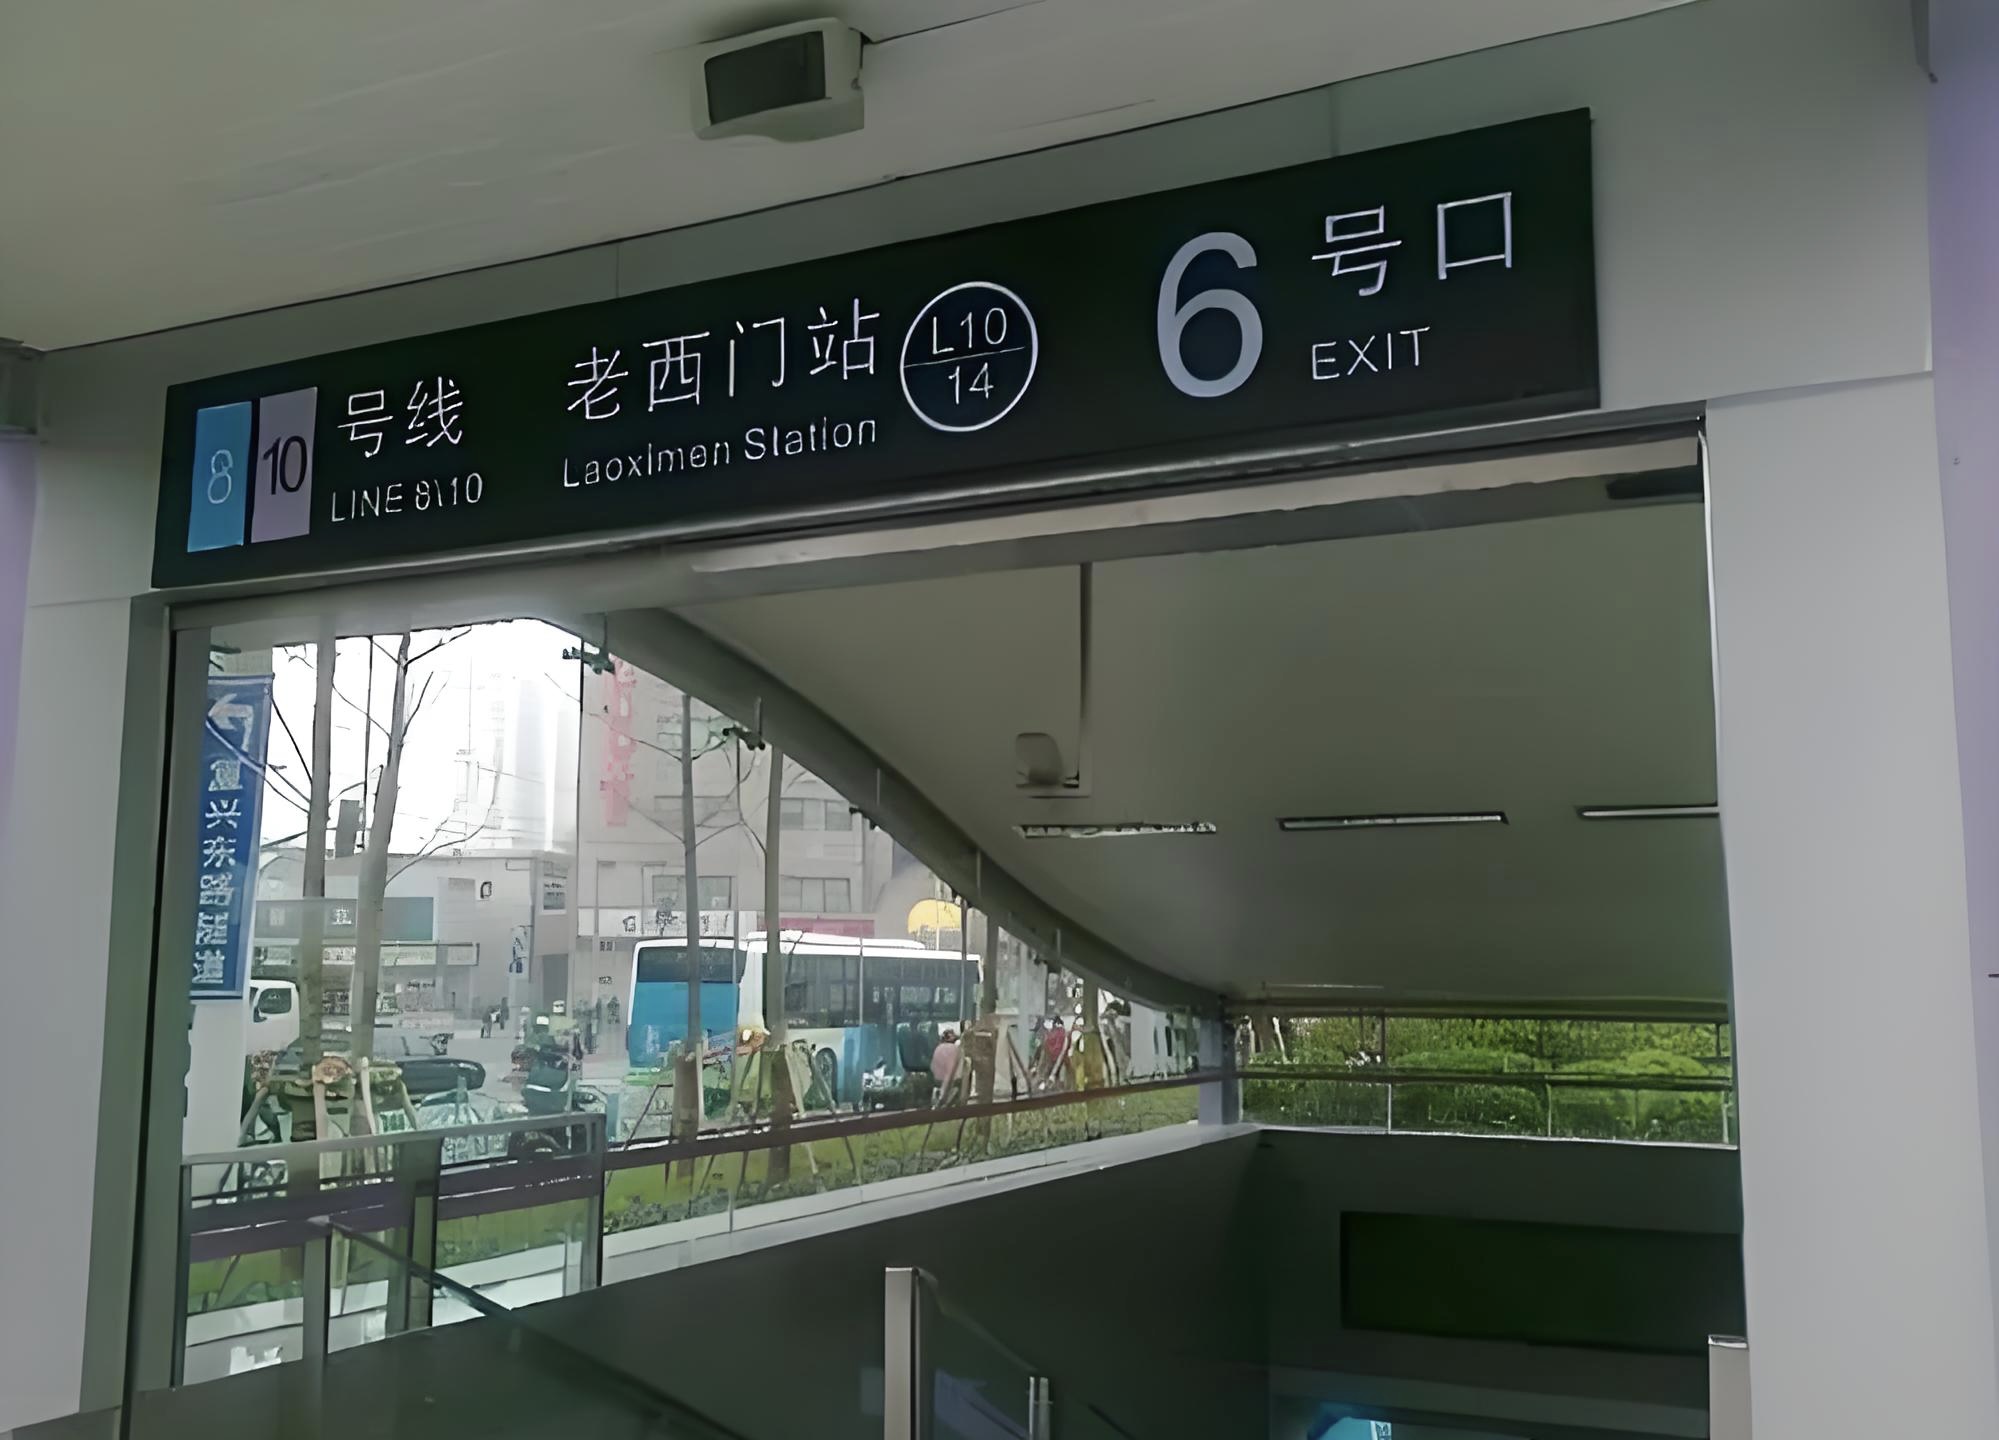 8 10 号线
LINE 8\10
老西门站
Laoximen Station
L10
14
6 号口
EXIT
复兴东路隧道